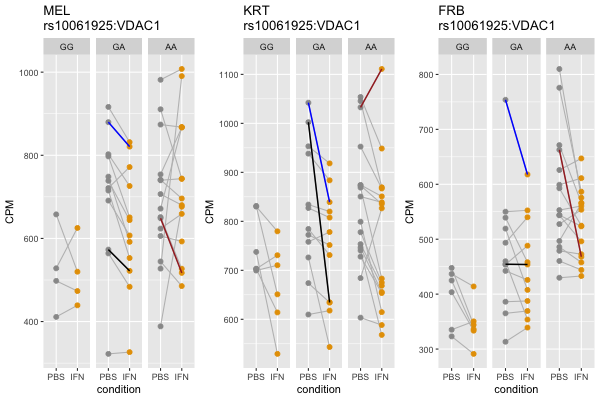 MEL
rs10061925:VDAC1
GG GA AA
CPM
1000
800
600
400
PBS IFN PBS IFN PBS IFN
condition
KRT
rs10061925:VDAC1
GG GA AA
CPM
1100
1000
900
800
700
600
PBS IFN PBS IFN PBS IFN
condition
FRB
rs10061925:VDAC1
GG GA AA
CPM
800
700
600
500
400
300
PBS IFN PBS IFN PBS IFN
condition